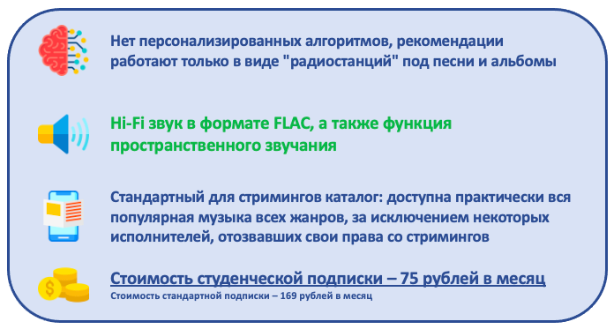 Нет персонализированных алгоритмов, рекомендации
работают только в виде "радиостанций" под песни и альбомы
Hi-Fi звук в формате FLAC, а также функция
пространственного звучания
Стандартный для стримингов каталог: доступна практически вся
популярная музыка всех жанров, за исключением некоторых
исполнителей, отозвавших свои права со стримингов
$
Стоимость студенческой подписки – 75 рублей в месяц
Стоимость стандартной подписки – 169 рублей в месяц